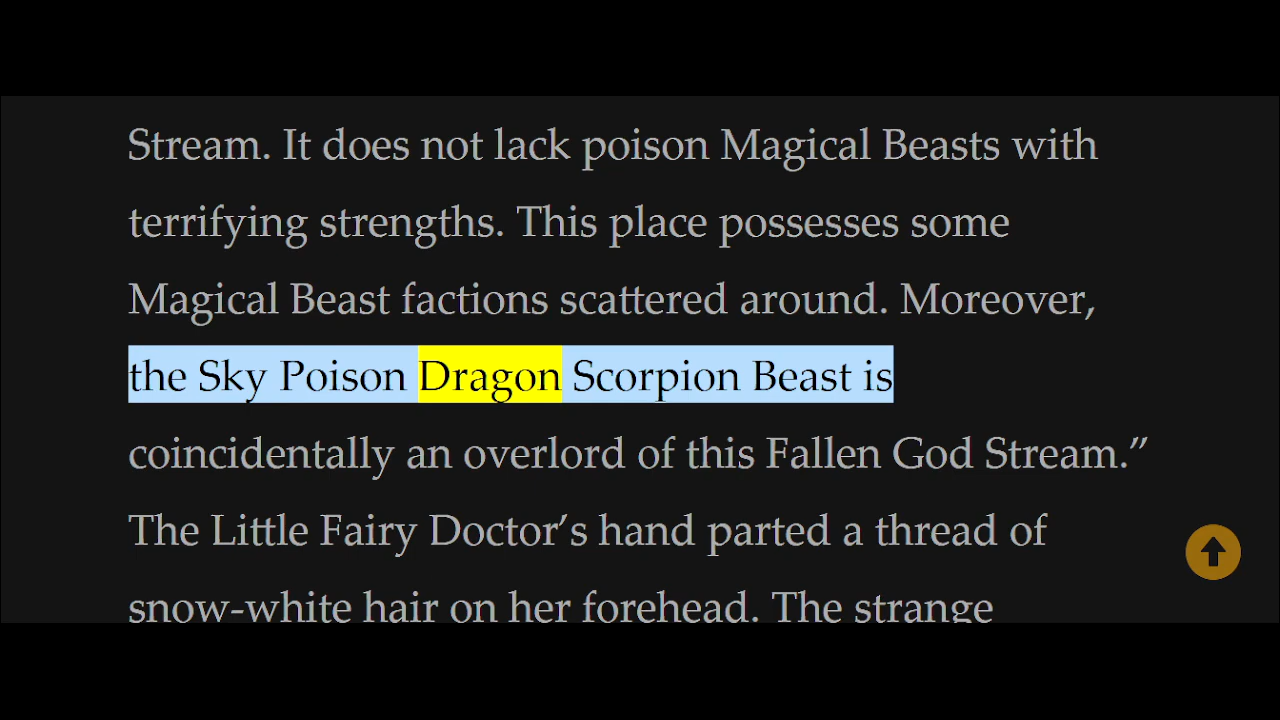 Stream. It does not lack poison Magical Beasts with
terrifying strengths. This place possesses some
Magical Beast factions scattered around. Moreover,
the Sky Poison Dragon Scorpion Beast is
coincidentally an overlord of this Fallen God Stream.”
The Little Fairy Doctor’s hand parted a thread of
snow-white hair on her forehead. The strange